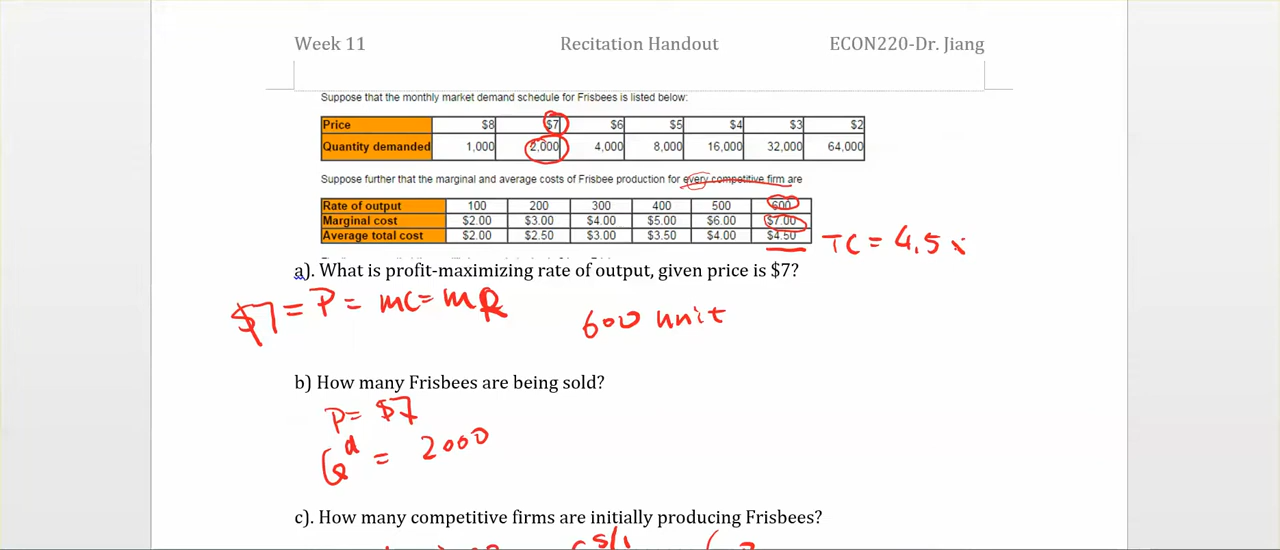 Week 11 Recitation Handout ECON220-Dr. Jiang
Suppose that the monthly market demand schedule for Frisbees is listed below:
Price $8 $7 $6 $5 $4 $3 $2
Quantity demanded 1,000 2,000 4,000 8,000 16,000 32,000 64,000
Suppose further that the marginal and average costs of Frisbee production for every competitive firm are
Rate of output 100 200 300 400 500 600
Marginal cost $2.00 $3.00 $4.00 $5.00 $6.00 $7.00
Average total cost $2.00 $2.50 $3.00 $3.50 $4.00 $4.50
TC = 4.5 x
a). What is profit-maximizing rate of output, given price is $7?
$7 = P = MC = MR 600 unit
b) How many Frisbees are being sold?
P = $7
Q^d = 2000
c). How many competitive firms are initially producing Frisbees?